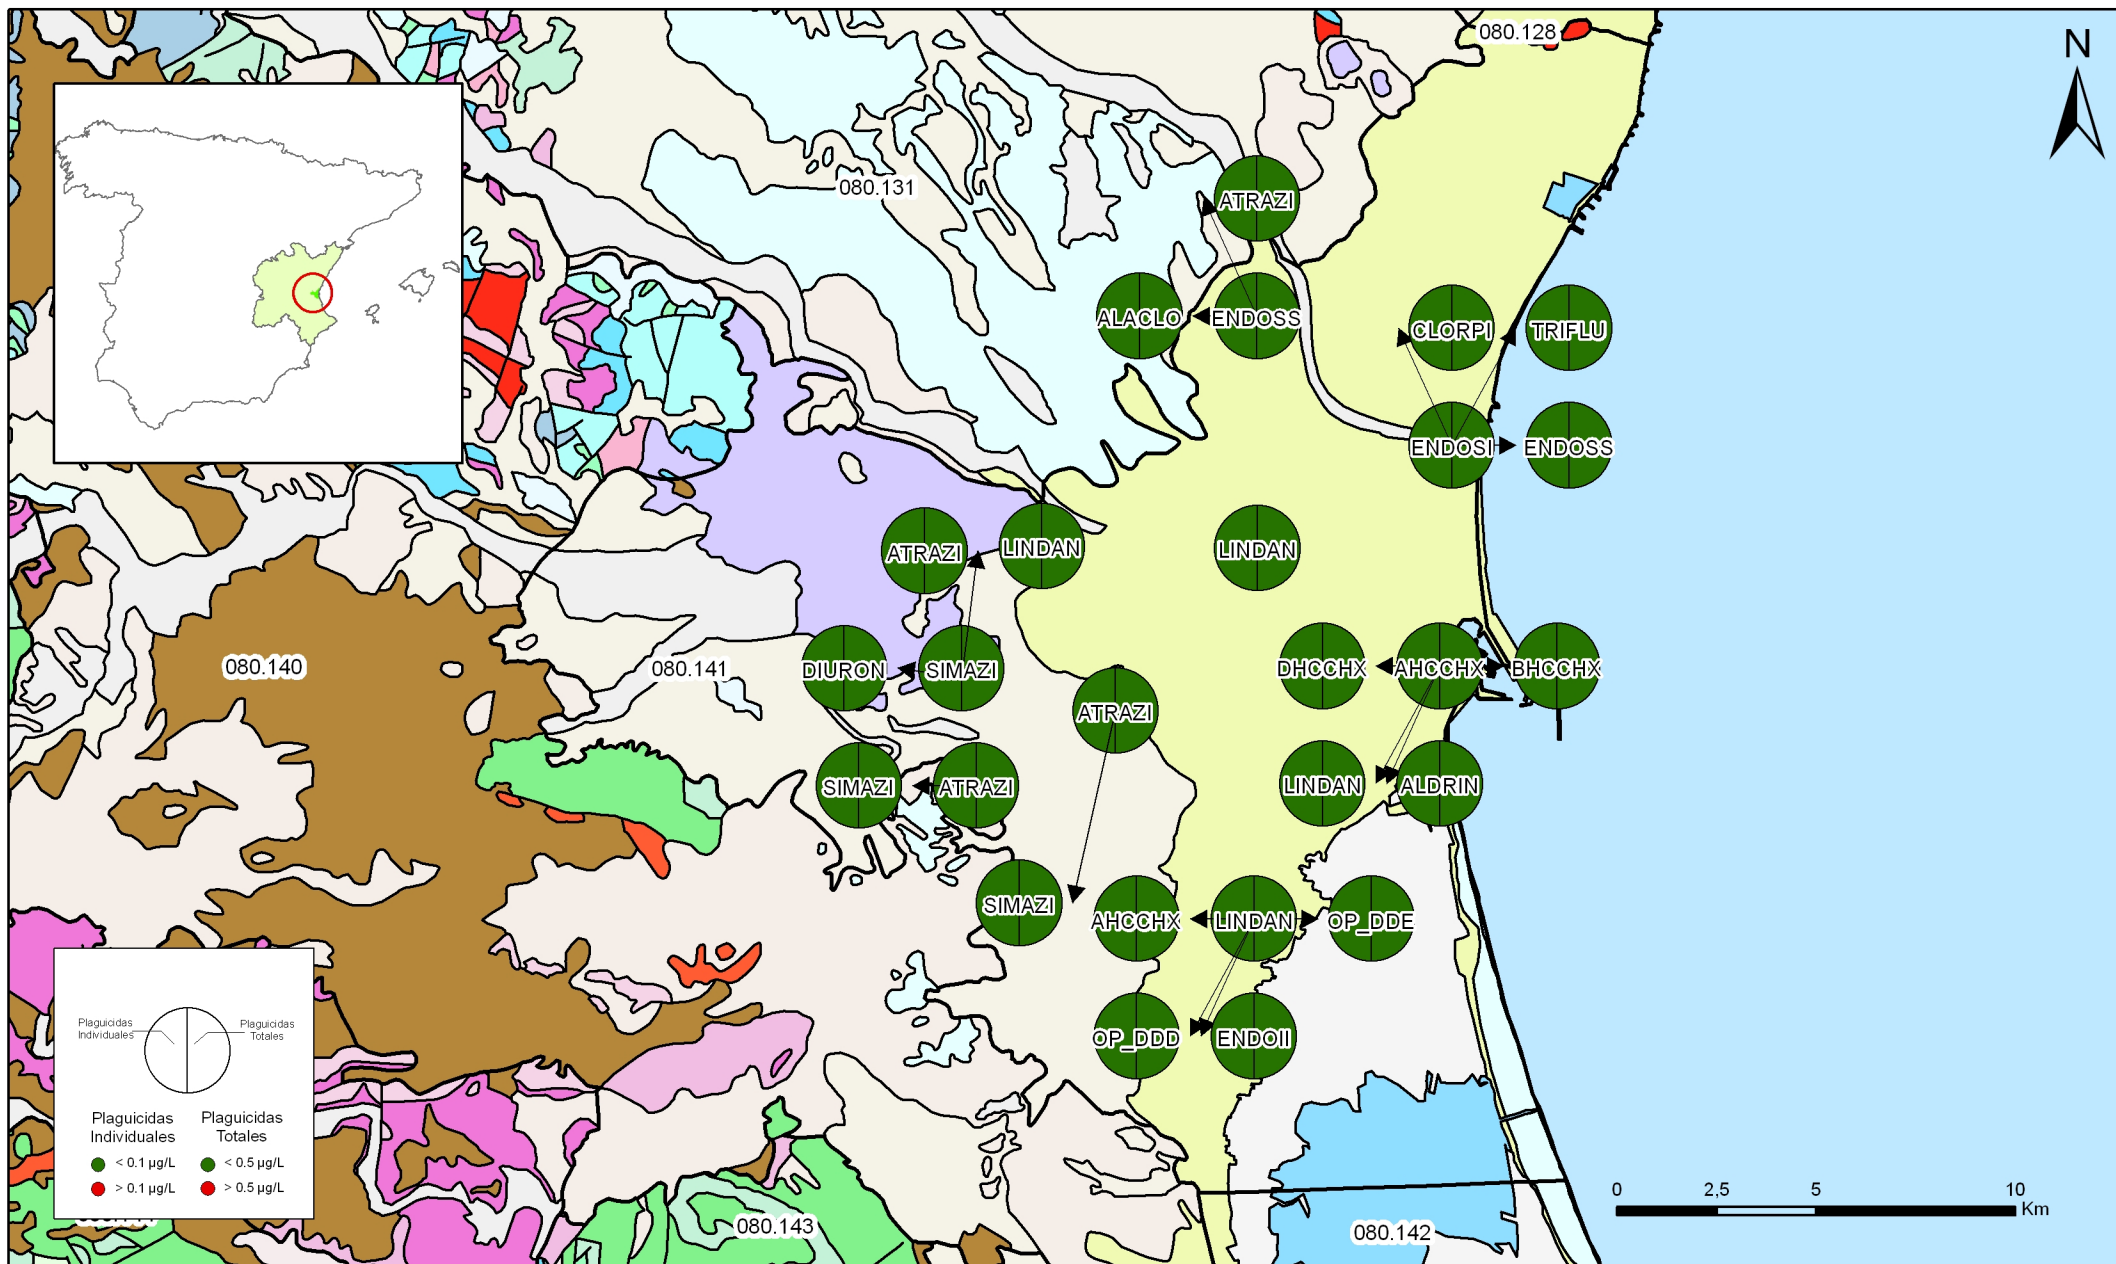 080.128
N
080.131
ATRAZI
ALACLO
ENDOSS
CLORPI
TRIFLU
ENDOSI
ENDOSS
ATRAZI
LINDAN
LINDAN
080.140
080.141
DIURON
SIMAZI
DHCCHX
AHCCHX
BHCCHX
ATRAZI
SIMAZI
ATRAZI
LINDAN
ALDRIN
SIMAZI
AHCCHX
LINDAN
OP_DDE
OP_DDD
ENDOII
Plaguicidas
Individuales
Plaguicidas
Totales
Plaguicidas
Individuales
Plaguicidas
Totales
< 0.1 µg/L
< 0.5 µg/L
> 0.1 µg/L
> 0.5 µg/L
080.143
080.142
0 2,5 5 10
Km